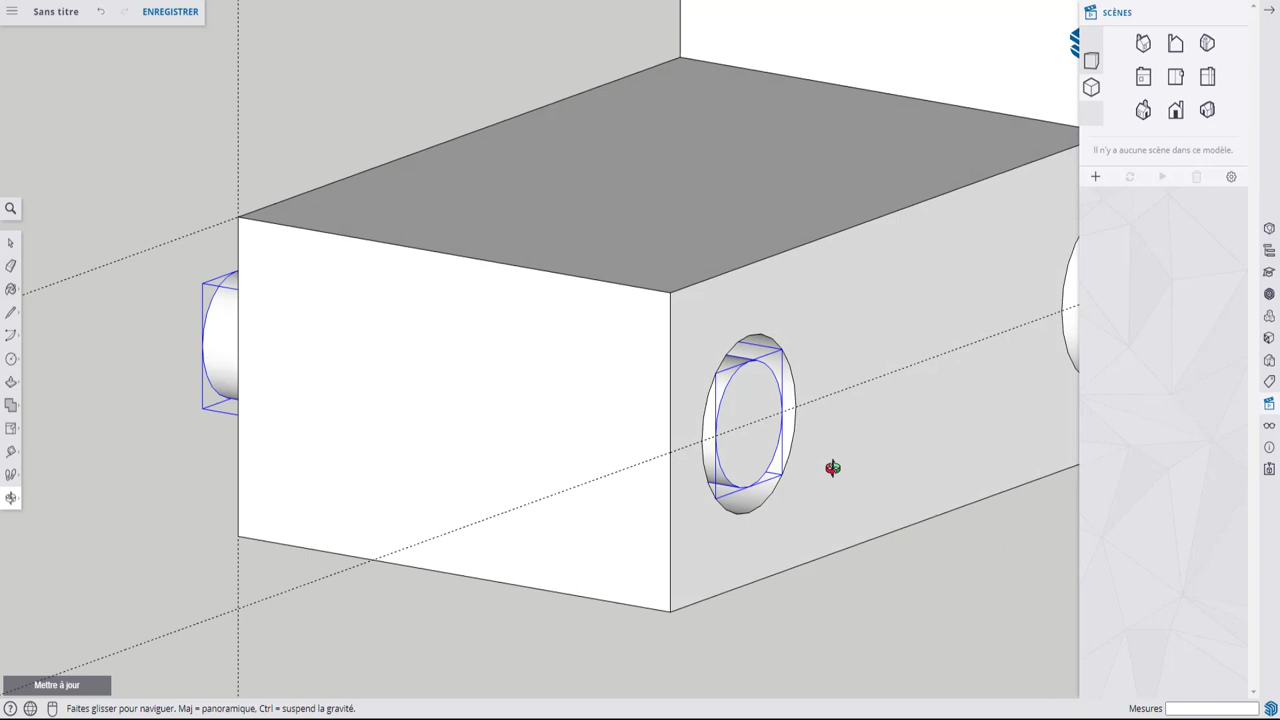 Sans titre
ENREGISTRER
SCÈNES
Il n'y a aucune scène dans ce modèle.
Mettre à jour
Faites glisser pour naviguer. Maj = panoramique, Ctrl = suspend la gravité.
Mesures